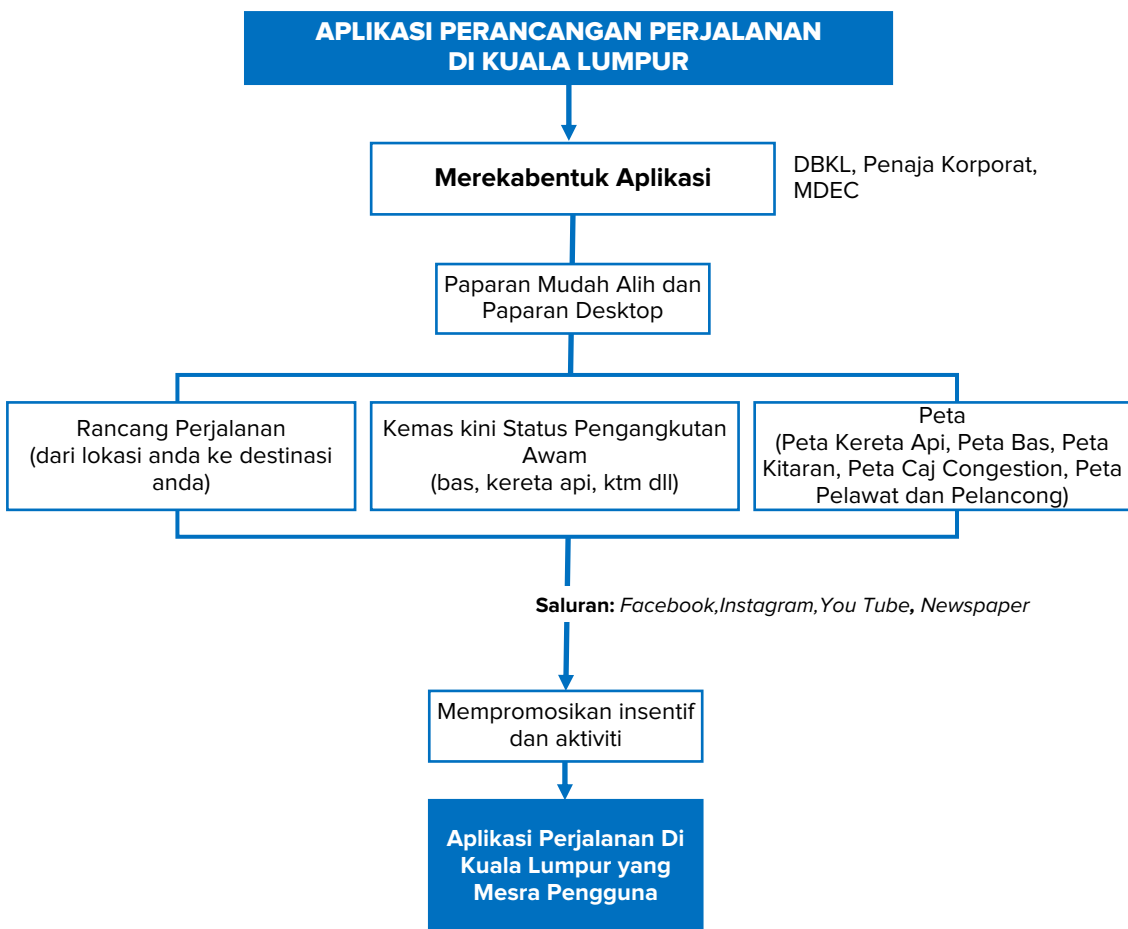 APLIKASI PERANCANGAN PERJALANAN
DI KUALA LUMPUR
Merekabentuk Aplikasi
DBKL, Penaja Korporat,
MDEC
Paparan Mudah Alih dan
Paparan Desktop
Rancang Perjalanan
(dari lokasi anda ke destinasi
anda)
Kemas kini Status Pengangkutan
Awam
(bas, kereta api, ktm dll)
Peta
(Peta Kereta Api, Peta Bas, Peta
Kitaran, Peta Caj Congestion, Peta
Pelawat dan Pelancong)
Saluran: Facebook,Instagram,You Tube, Newspaper
Mempromosikan insentif
dan aktiviti
Aplikasi Perjalanan Di
Kuala Lumpur yang
Mesra Pengguna